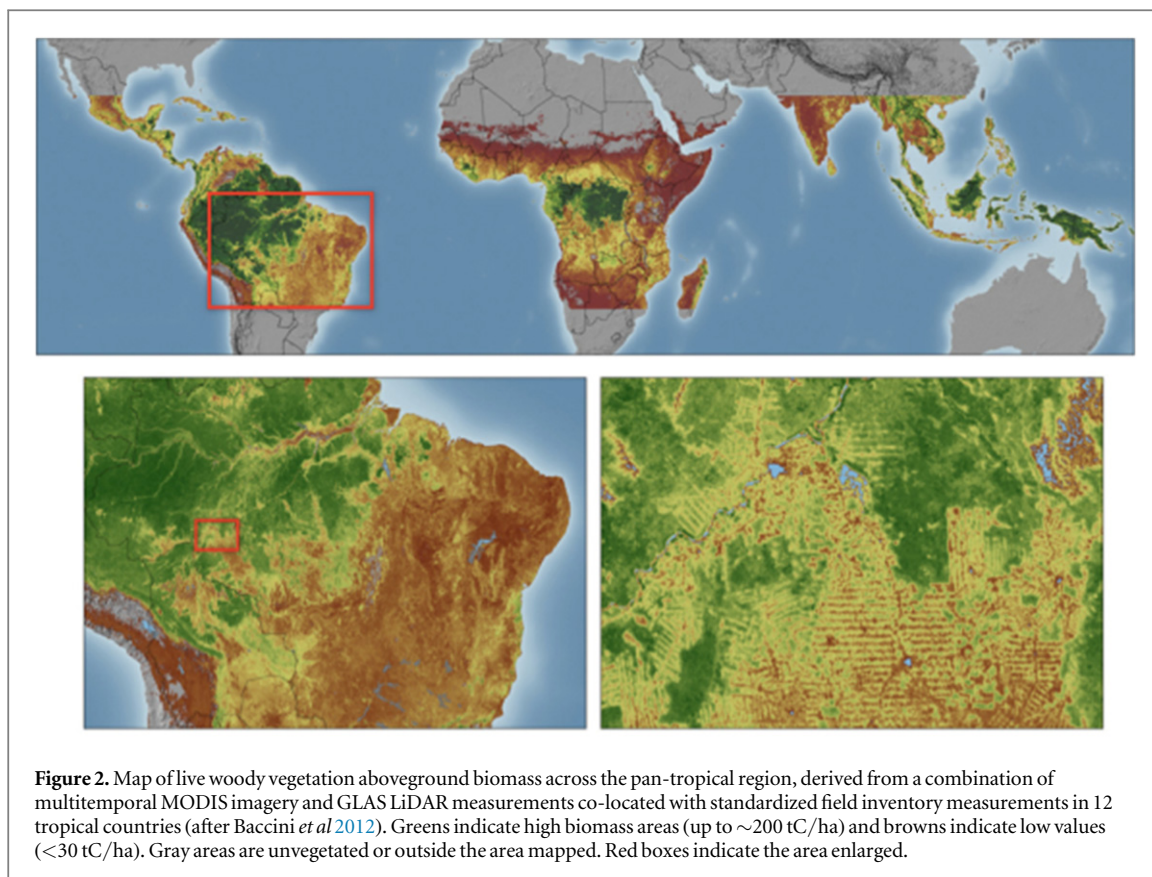 Figure 2. Map of live woody vegetation aboveground biomass across the pan-tropical region, derived from a combination of
multitemporal MODIS imagery and GLAS LiDAR measurements co-located with standardized field inventory measurements in 12
tropical countries (after Baccini et al 2012). Greens indicate high biomass areas (up to ∼200 tC/ha) and browns indicate low values
(<30 tC/ha). Gray areas are unvegetated or outside the area mapped. Red boxes indicate the area enlarged.